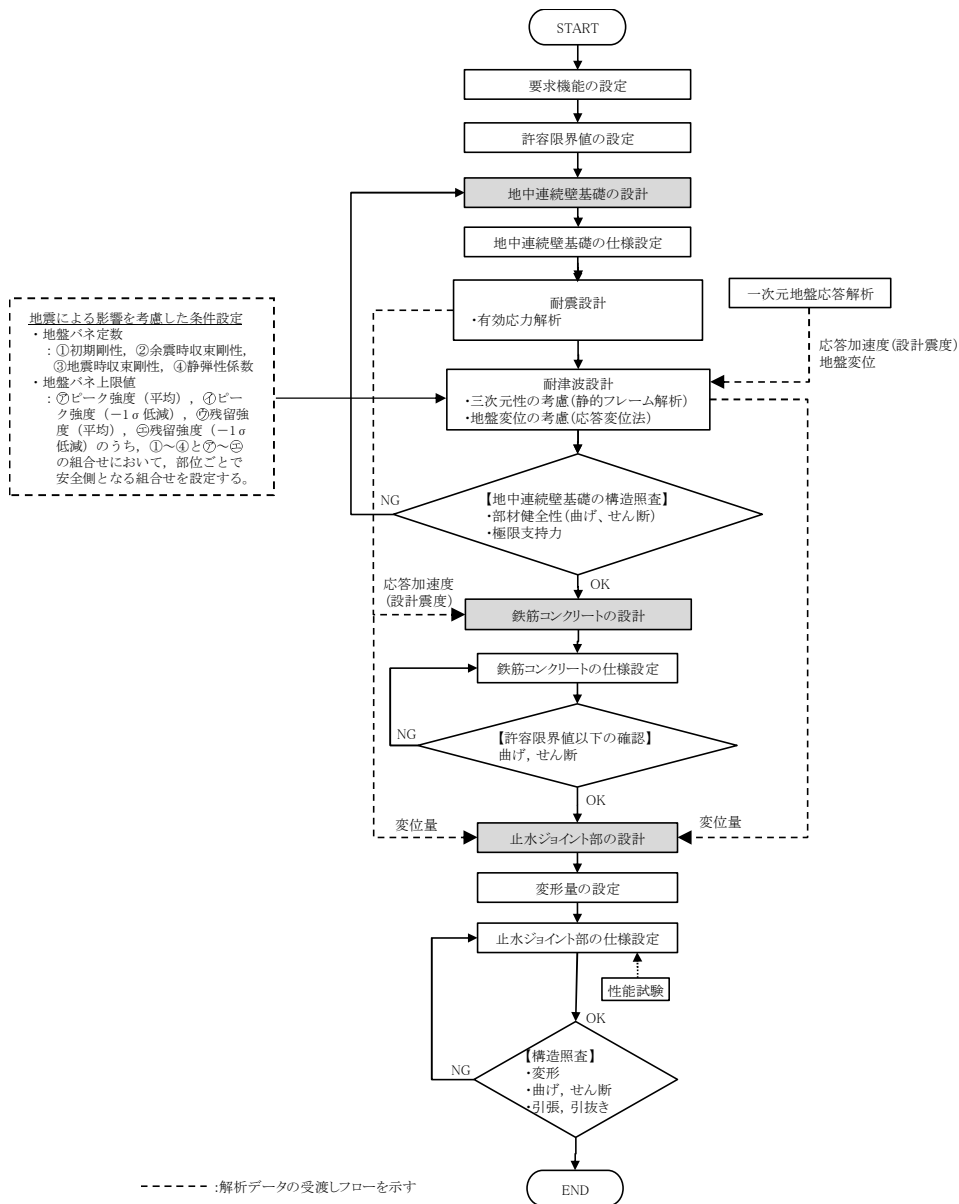 START
要求機能の設定
許容限界値の設定
地中連続壁基礎の設計
地中連続壁基礎の仕様設定
耐震設計
・有効応力解析
一次元地盤応答解析
応答加速度(設計震度)
地盤変位
地震による影響を考慮した条件設定
・地盤バネ定数
:①初期剛性，②余震時収束剛性，
③地震時収束剛性，④静弾性係数
・地盤バネ上限値
:㋐ピーク強度（平均），㋑ピー
ク強度（－1σ低減），㋒残留強
度（平均），㋓残留強度（－1σ
低減）のうち，①～④と㋐～㋓
の組合せにおいて，部位ごとで
安全側となる組合せを設定する。
耐津波設計
・三次元性の考慮(静的フレーム解析)
・地盤変位の考慮(応答変位法)
NG
【地中連続壁基礎の構造照査】
・部材健全性(曲げ、せん断)
・極限支持力
OK
応答加速度
(設計震度)
鉄筋コンクリートの設計
鉄筋コンクリートの仕様設定
NG
【許容限界値以下の確認】
曲げ，せん断
OK
変位量
変位量
止水ジョイント部の設計
変形量の設定
止水ジョイント部の仕様設定
性能試験
OK
NG
【構造照査】
・変形
・曲げ，せん断
・引張，引抜き
END
:解析データの受渡しフローを示す